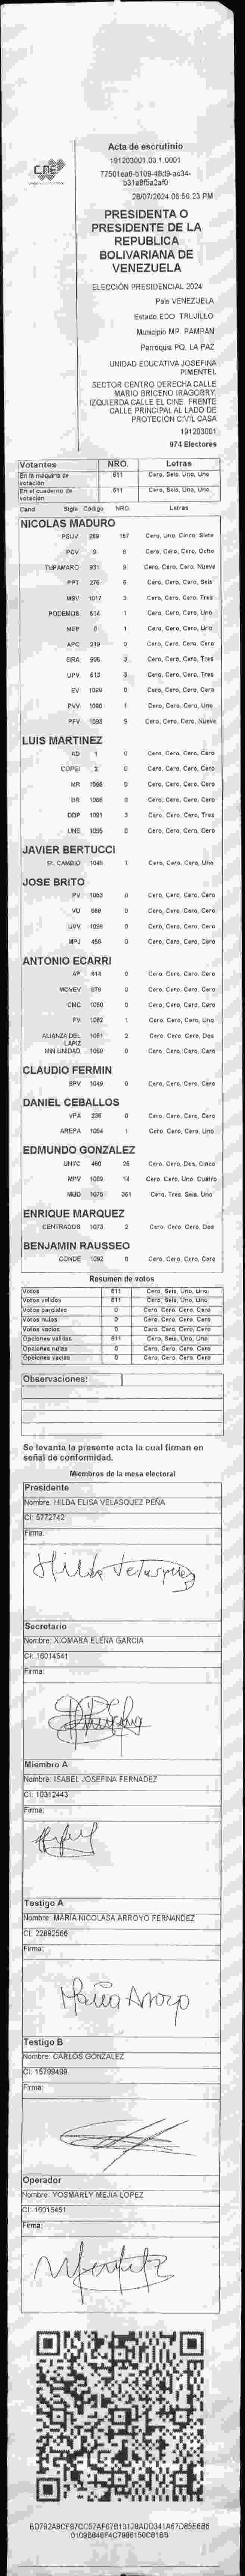 CNE
Acta de escrutinio
191203001.03.1.0001
77501ea6-b109-48d9-ac34-
b31a8f5a2af0
28/07/2024 06:56:23 PM
PRESIDENTA O
PRESIDENTE DE LA
REPUBLICA
BOLIVARIANA DE
VENEZUELA
ELECCIÓN PRESIDENCIAL 2024
Pais VENEZUELA
Estado EDO. TRUJILLO
Municipio MP. PAMPAN
Parroquia PQ. LA PAZ
UNIDAD EDUCATIVA JOSEFINA
PIMENTEL
SECTOR CENTRO DERECHA CALLE
MARIO BRICENO IRAGORRY.
IZQUIERDA CALLE EL CINE. FRENTE
CALLE PRINCIPAL AL LADO DE
PROTECIÓN CIVIL CASA
191203001
974 Electores
Votantes NRO. Letras
En la máquina de votación 611 Cero, Seis, Uno, Uno
En el cuaderno de votación 611 Cero, Seis, Uno, Uno
Cand Sigla Código NRO. Letras
NICOLAS MADURO
PSUV 289 157 Cero, Uno, Cinco, Siete
PCV 9 8 Cero, Cero, Cero, Ocho
TUPAMARO 931 9 Cero, Cero, Cero, Nueve
PPT 276 6 Cero, Cero, Cero, Seis
MSV 1017 3 Cero, Cero, Cero, Tres
PODEMOS 514 1 Cero, Cero, Cero, Uno
MEP 8 1 Cero, Cero, Cero, Uno
APC 219 0 Cero, Cero, Cero, Cero
ORA 906 3 Cero, Cero, Cero, Tres
UPV 613 3 Cero, Cero, Cero, Tres
EV 1089 0 Cero, Cero, Cero, Cero
PVV 1090 1 Cero, Cero, Cero, Uno
PFV 1093 9 Cero, Cero, Cero, Nueve
LUIS MARTINEZ
AD 1 0 Cero, Cero, Cero, Cero
COPEI 2 0 Cero, Cero, Cero, Cero
MR 1065 0 Cero, Cero, Cero, Cero
BR 1066 0 Cero, Cero, Cero, Cero
DDP 1091 3 Cero, Cero, Cero, Tres
UNE 1095 0 Cero, Cero, Cero, Cero
JAVIER BERTUCCI
EL CAMBIO 1049 1 Cero, Cero, Cero, Uno
JOSE BRITO
PV 1053 0 Cero, Cero, Cero, Cero
VU 669 0 Cero, Cero, Cero, Cero
UVV 1096 0 Cero, Cero, Cero, Cero
MPJ 458 0 Cero, Cero, Cero, Cero
ANTONIO ECARRI
AP 814 0 Cero, Cero, Cero, Cero
MOVEV 979 0 Cero, Cero, Cero, Cero
CMC 1050 0 Cero, Cero, Cero, Cero
FV 1062 1 Cero, Cero, Cero, Uno
ALIANZA DEL LAPIZ 1051 2 Cero, Cero, Cero, Dos
MIN UNIDAD 1069 0 Cero, Cero, Cero, Cero
CLAUDIO FERMIN
SPV 1049 0 Cero, Cero, Cero, Cero
DANIEL CEBALLOS
VPA 236 0 Cero, Cero, Cero, Cero
AREPA 1094 1 Cero, Cero, Cero, Uno
EDMUNDO GONZALEZ
UNTC 460 25 Cero, Cero, Dos, Cinco
MPV 1069 14 Cero, Cero, Uno, Cuatro
MUD 1075 361 Cero, Tres, Seis, Uno
ENRIQUE MARQUEZ
CENTRADOS 1073 2 Cero, Cero, Cero, Dos
BENJAMIN RAUSSEO
CONDE 1092 0 Cero, Cero, Cero, Cero
Resumen de votos
Votos 611 Cero, Seis, Uno, Uno
Votos validos 611 Cero, Seis, Uno, Uno
Votos parciales 0 Cero, Cero, Cero, Cero
Votos nulos 0 Cero, Cero, Cero, Cero
Votos vacios 0 Cero, Cero, Cero, Cero
Opciones validas 611 Cero, Seis, Uno, Uno
Opciones nulas 0 Cero, Cero, Cero, Cero
Opciones vacias 0 Cero, Cero, Cero, Cero
Observaciones:
Se levanta la presente acta la cual firman en
señal de conformidad.
Miembros de la mesa electoral
Presidente
Nombre: HILDA ELISA VELASQUEZ PEÑA
CI: 5772742
Firma:
Hilda Velasquez
Secretario
Nombre: XIOMARA ELENA GARCIA
CI: 16014541
Firma:
Miembro A
Nombre: ISABEL JOSEFINA FERNADEZ
CI: 10312443
Firma:
Testigo A
Nombre: MARÍA NICOLASA ARROYO FERNANDEZ
CI: 22892566
Firma:
María Arroyo
Testigo B
Nombre: CARLOS GONZALEZ
CI: 15709499
Firma:
Operador
Nombre: YOSMARLY MEJIA LOPEZ
CI: 16015451
Firma: